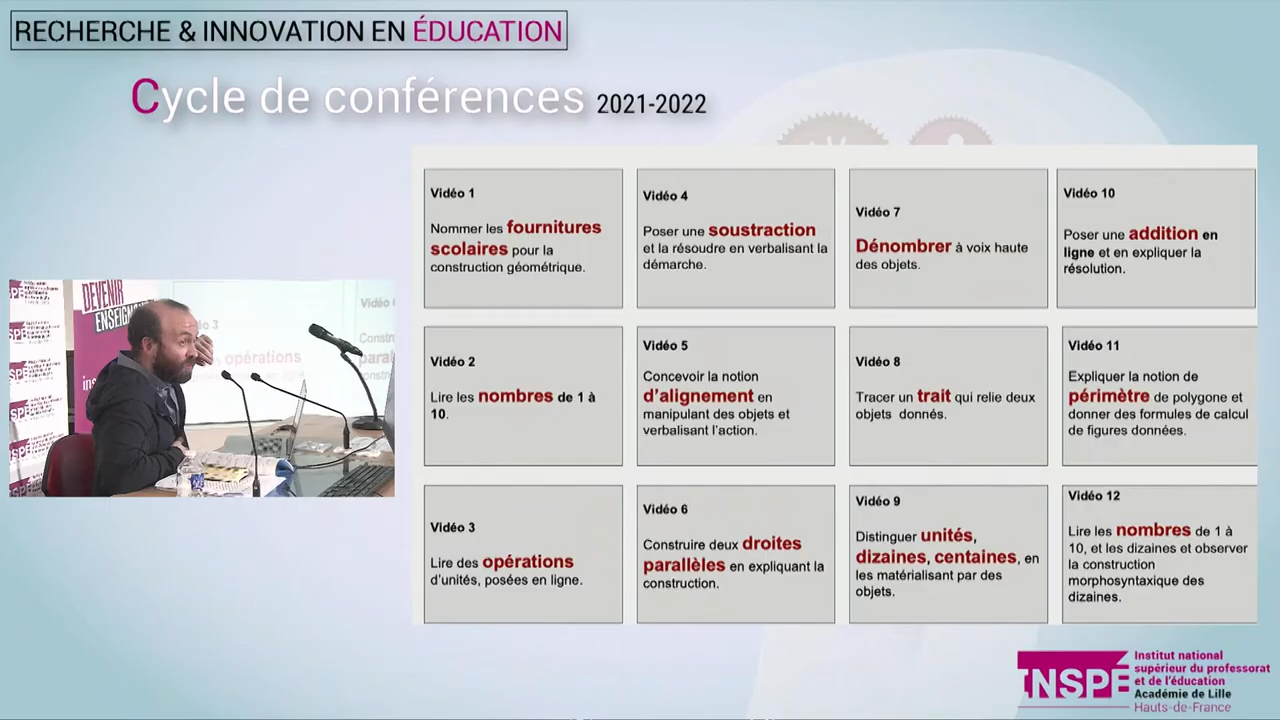 RECHERCHE & INNOVATION EN ÉDUCATION
Cycle de conférences 2021-2022
Vidéo 1
Nommer les fournitures
scolaires pour la
construction géométrique.
Vidéo 4
Poser une soustraction
et la résoudre en verbalisant la
démarche.
Vidéo 7
Dénombrer à voix haute
des objets.
Vidéo 10
Poser une addition en
ligne et en expliquer la
résolution.
Vidéo 2
Lire les nombres de 1 à
10.
Vidéo 5
Concevoir la notion
d'alignement en
manipulant des objets et
verbalisant l'action.
Vidéo 8
Tracer un trait qui relie deux
objets donnés.
Vidéo 11
Expliquer la notion de
périmètre de polygone et
donner des formules de calcul
de figures données.
Vidéo 3
Lire des opérations
d'unités, posées en ligne.
Vidéo 6
Construire deux droites
parallèles en expliquant la
construction.
Vidéo 9
Distinguer unités,
dizaines, centaines, en
les matérialisant par des
objets.
Vidéo 12
Lire les nombres de 1 à
10, et les dizaines et observer
la construction
morphosyntaxique des
dizaines.
DEVENIR
ENSEIGNANT
opérations
INSPÉ
Institut national
supérieur du professorat
et de l'éducation
Académie de Lille
Hauts-de-France